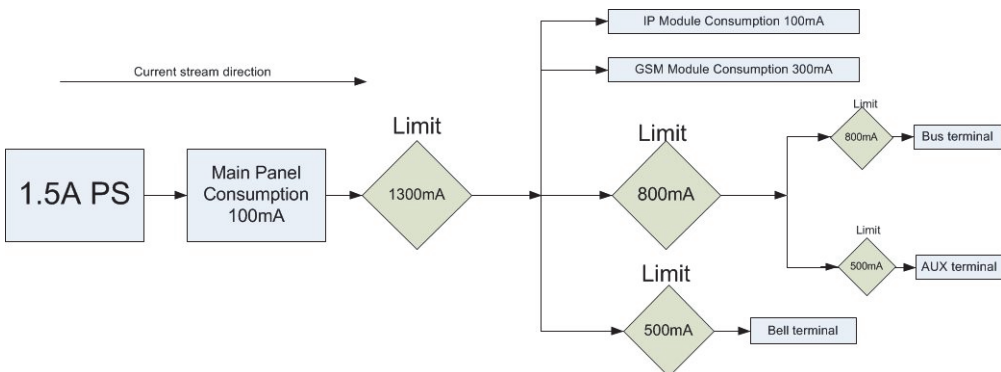 IP Module Consumption 100mA
Current stream direction
GSM Module Consumption 300mA
Limit
800mA
Bus terminal
Limit
1300mA
Limit
800mA
1.5A PS
Main Panel
Consumption
100mA
Limit
500mA
AUX terminal
Limit
500mA
Bell terminal